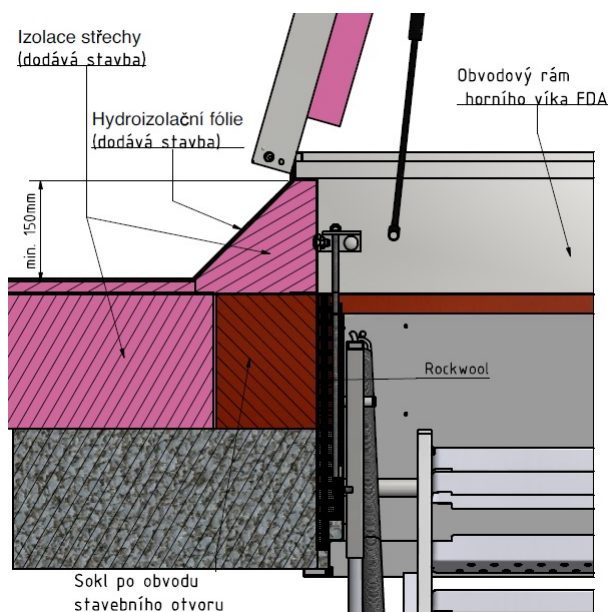 Izolace střechy
(dodává stavba)
Hydroizolační fólie
(dodává stavba)
Obvodový rám
horního víka FDA
min. 150mm
Rockwool
Sokl po obvodu
stavebního otvoru